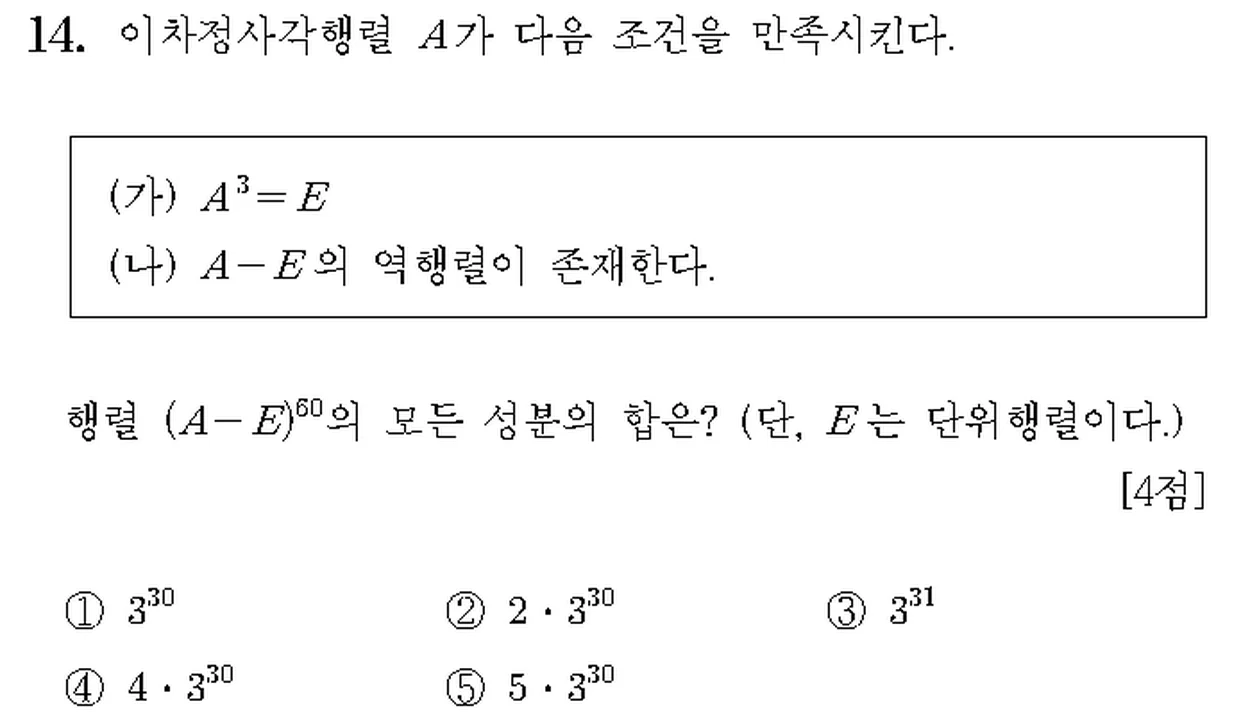 14. 이차정사각행렬 A가 다음 조건을 만족시킨다.
(가) A³=E
(나) A-E의 역행렬이 존재한다.
행렬 (A-E)⁶⁰의 모든 성분의 합은? (단, E는 단위행렬이다.)
[4점]
① 3³⁰ ② 2·3³⁰ ③ 3³¹
④ 4·3³⁰ ⑤ 5·3³⁰